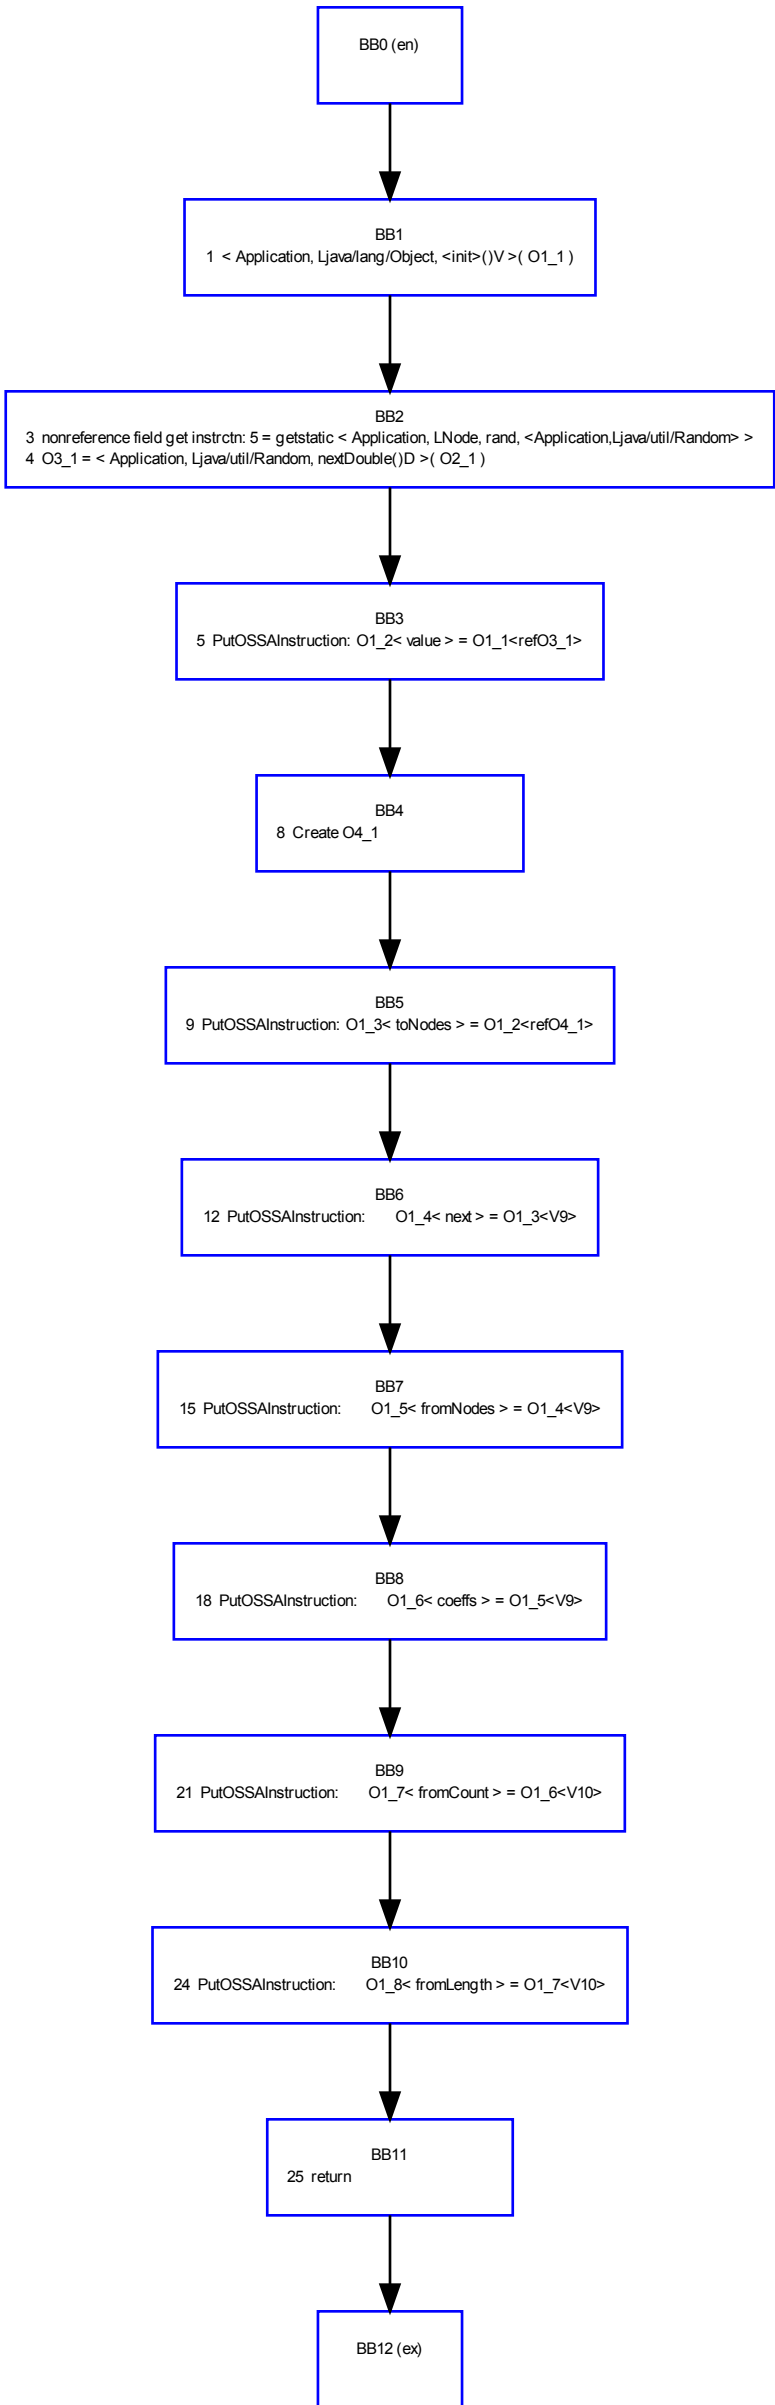 BB0 (en)
BB1
1 < Application, Ljava/lang/Object, <init>()V >( O1_1 )
BB2
3 nonreference field get instrctn: 5 = getstatic < Application, LNode, rand, <Application,Ljava/util/Random> >
4 O3_1 = < Application, Ljava/util/Random, nextDouble()D >( O2_1 )
BB3
5 PutOSSAInstruction: O1_2< value > = O1_1<refO3_1>
BB4
8 Create O4_1
BB5
9 PutOSSAInstruction: O1_3< toNodes > = O1_2<refO4_1>
BB6
12 PutOSSAInstruction: O1_4< next > = O1_3<V9>
BB7
15 PutOSSAInstruction: O1_5< fromNodes > = O1_4<V9>
BB8
18 PutOSSAInstruction: O1_6< coeffs > = O1_5<V9>
BB9
21 PutOSSAInstruction: O1_7< fromCount > = O1_6<V10>
BB10
24 PutOSSAInstruction: O1_8< fromLength > = O1_7<V10>
BB11
25 return
BB12 (ex)